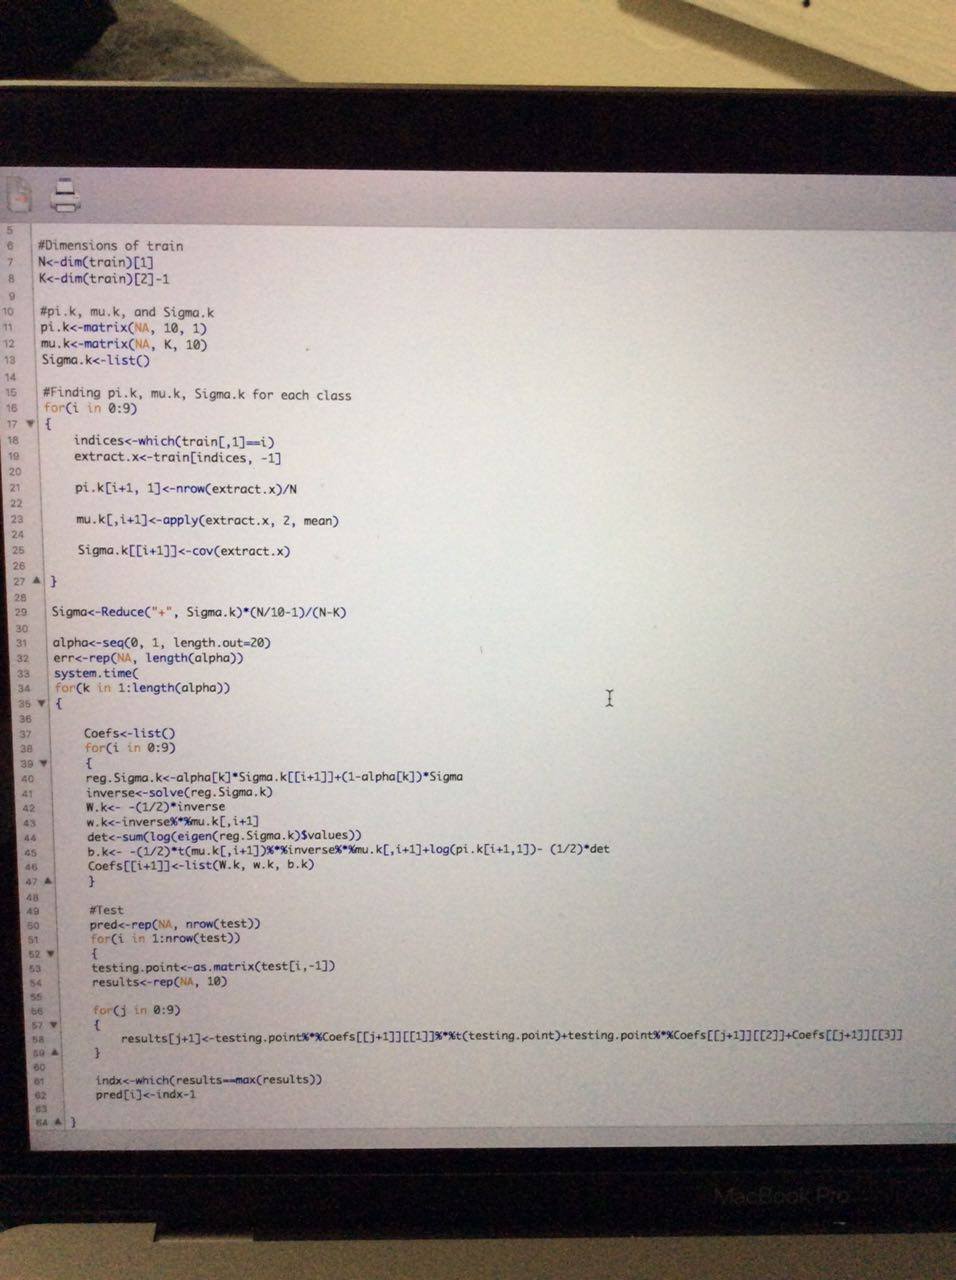 5
6 #Dimensions of train
7 N<-dim(train)[1]
8 K<-dim(train)[2]-1
9
10 #pi.k, mu.k, and Sigma.k
11 pi.k<-matrix(NA, 10, 1)
12 mu.k<-matrix(NA, K, 10)
13 Sigma.k<-list()
14
15 #Finding pi.k, mu.k, Sigma.k for each class
16 for(i in 0:9)
17 {
18 indices<-which(train[,1]==i)
19 extract.x<-train[indices, -1]
20
21 pi.k[i+1, 1]<-nrow(extract.x)/N
22
23 mu.k[,i+1]<-apply(extract.x, 2, mean)
24
25 Sigma.k[[i+1]]<-cov(extract.x)
26
27 }
28
29 Sigma<-Reduce("+", Sigma.k)*(N/10-1)/(N-K)
30
31 alpha<-seq(0, 1, length.out=20)
32 err<-rep(NA, length(alpha))
33 system.time(
34 for(k in 1:length(alpha))
35 {
36
37 Coefs<-list()
38 for(i in 0:9)
39 {
40 reg.Sigma.k<-alpha[k]*Sigma.k[[i+1]]+(1-alpha[k])*Sigma
41 inverse<-solve(reg.Sigma.k)
42 W.k<- -(1/2)*inverse
43 w.k<-inverse%*%mu.k[,i+1]
44 det<-sum(log(eigen(reg.Sigma.k)$values))
45 b.k<- -(1/2)*t(mu.k[,i+1])%*%inverse%*%mu.k[,i+1]+log(pi.k[i+1,1])- (1/2)*det
46 Coefs[[i+1]]<-list(W.k, w.k, b.k)
47 }
48
49 #Test
50 pred<-rep(NA, nrow(test))
51 for(i in 1:nrow(test))
52 {
53 testing.point<-as.matrix(test[i,-1])
54 results<-rep(NA, 10)
55
56 for(j in 0:9)
57 {
58 results[j+1]<-testing.point%*%Coefs[[j+1]][[1]]%*%t(testing.point)+testing.point%*%Coefs[[j+1]][[2]]+Coefs[[j+1]][[3]]
59 }
60
61 indx<-which(results==max(results))
62 pred[i]<-indx-1
63
64 }
MacBook Pro